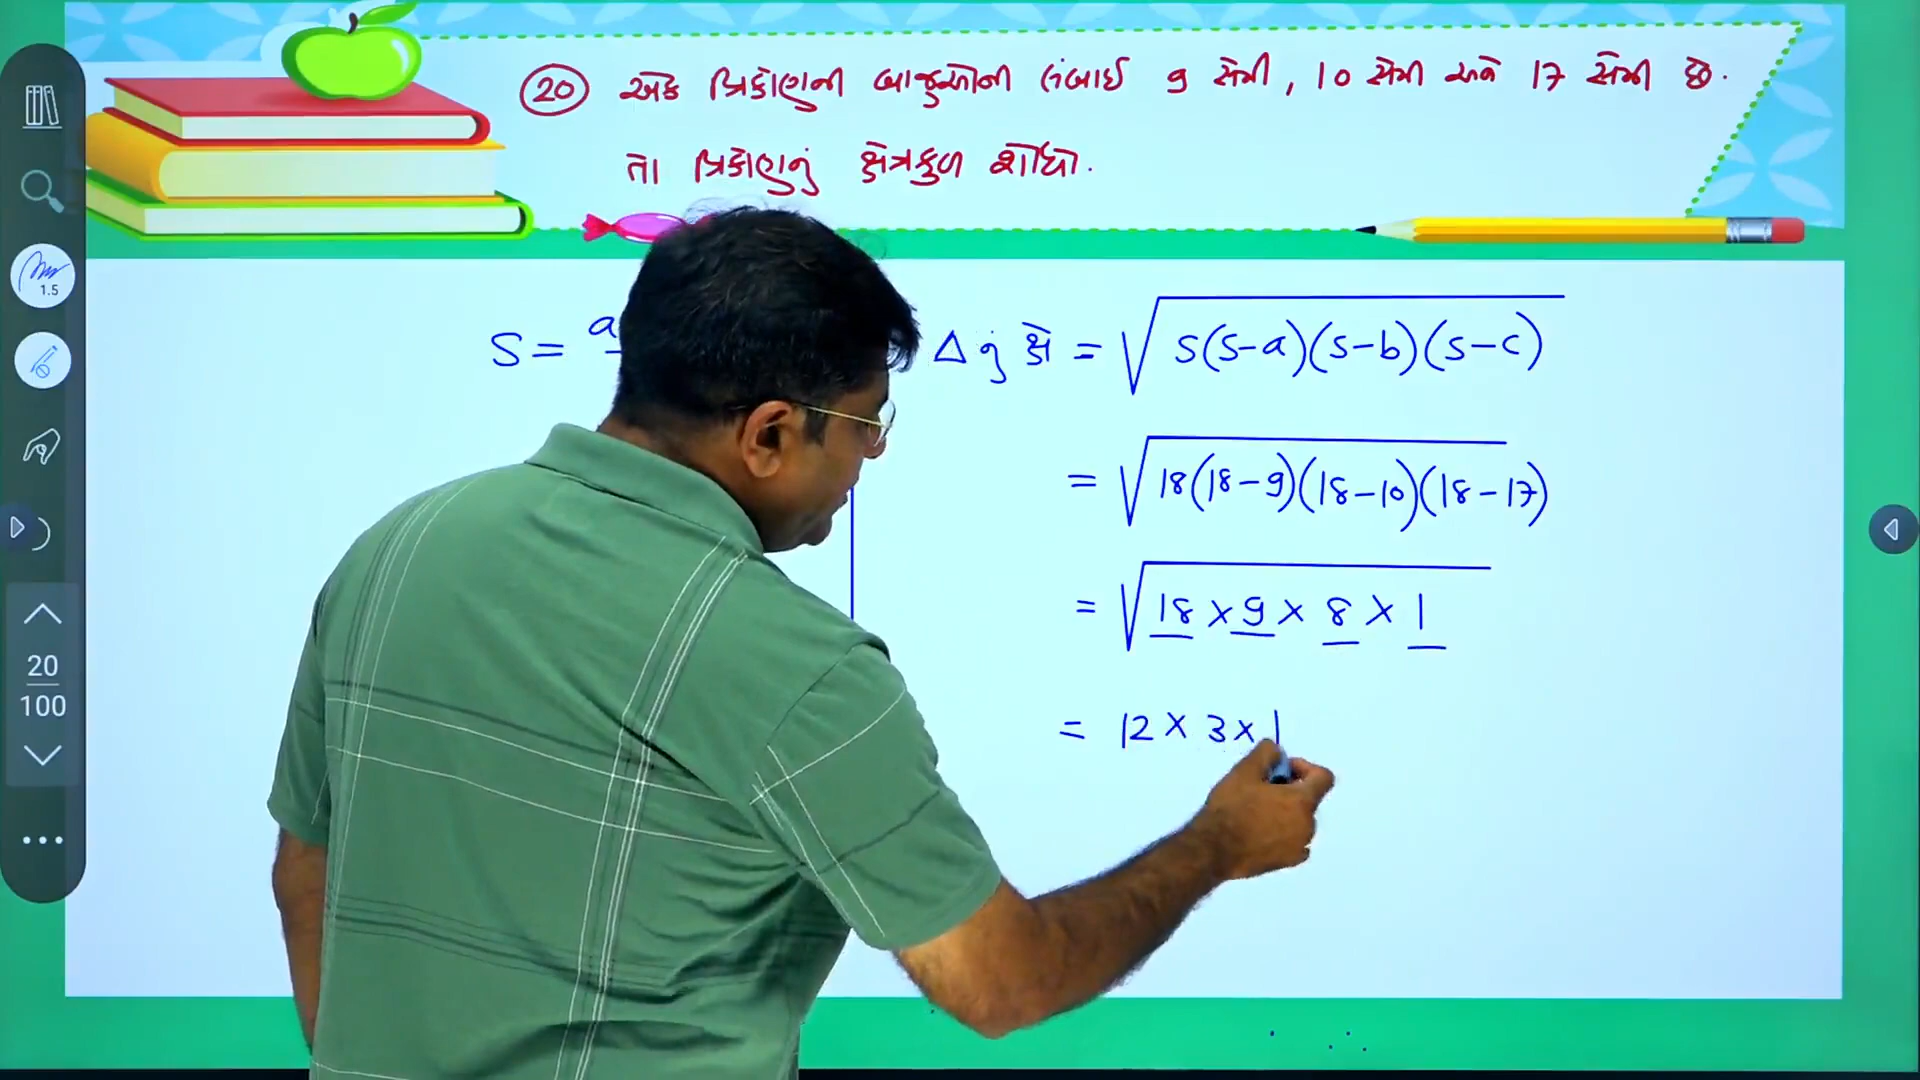 20 એક ત્રિકોણની બાજુઓની લંબાઈ 9 સેમી, 10 સેમી અને 17 સેમી છે.
તો ત્રિકોણનું ક્ષેત્રફળ શોધો.
S = a
Δ નું ક્ષે = √S(S-a)(S-b)(S-c)
= √18(18-9)(18-10)(18-17)
= √18 × 9 × 8 × 1
= 12 × 3 × 1
1.5
20
100